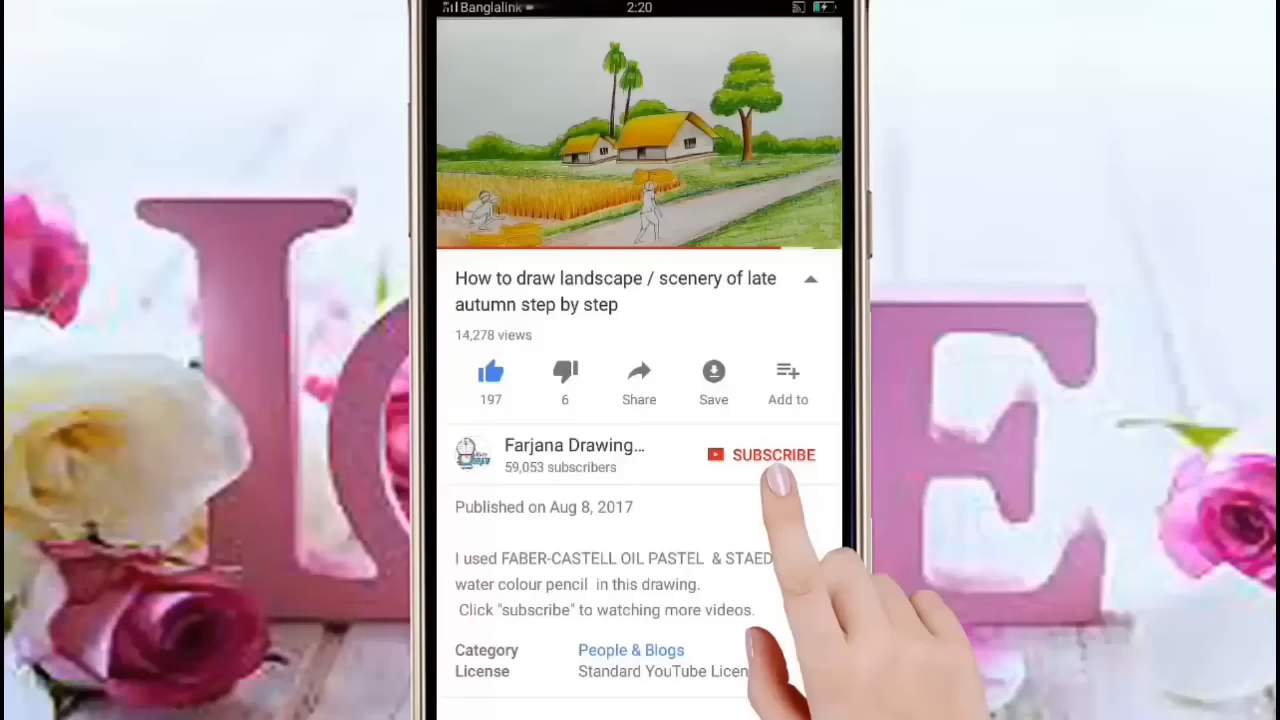 Banglalink
2:20
How to draw landscape / scenery of late
autumn step by step
14,278 views
197
6
Share
Save
Add to
Farjana Drawing...
59,053 subscribers
SUBSCRIBE
Published on Aug 8, 2017
I used FABER-CASTELL OIL PASTEL & STAED
water colour pencil in this drawing.
Click "subscribe" to watching more videos.
Category People & Blogs
License Standard YouTube Licen